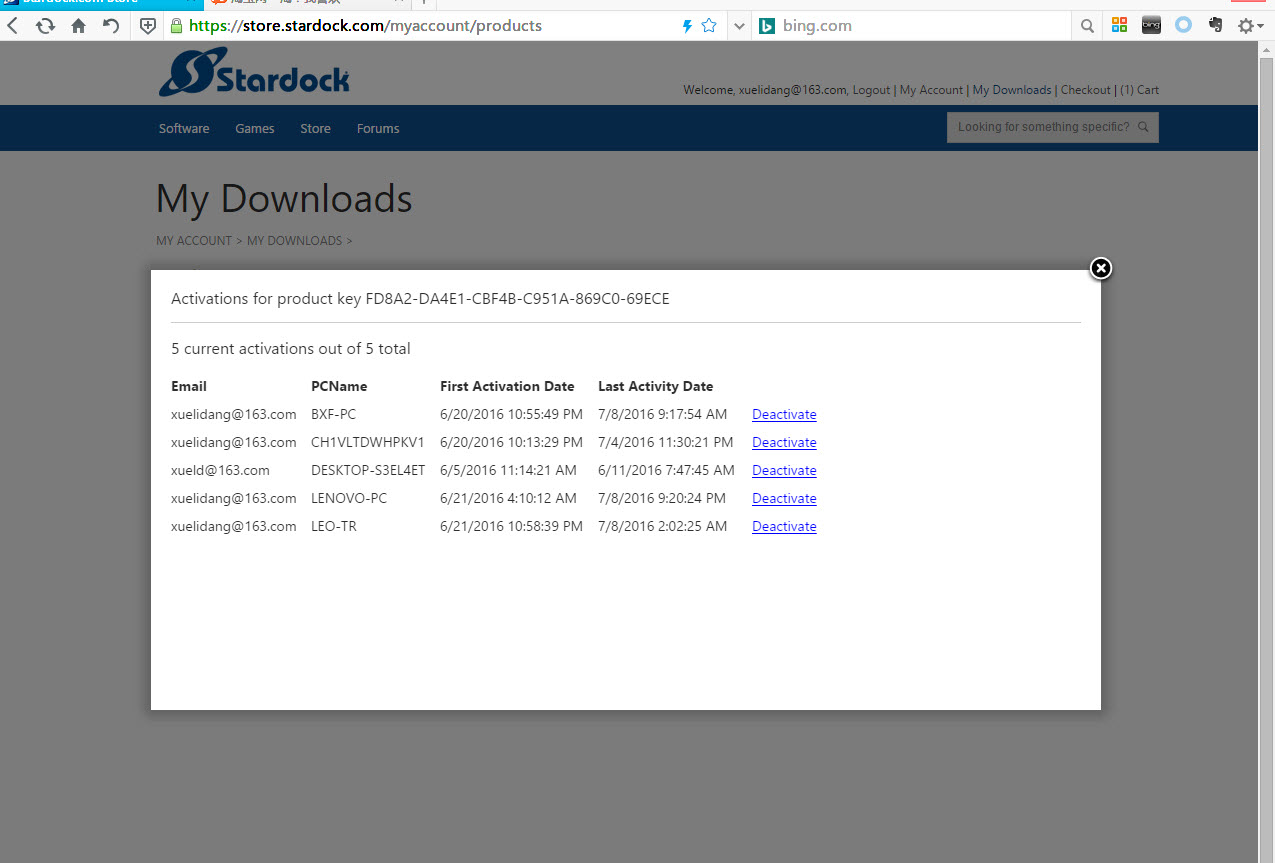 https://store.stardock.com/myaccount/products
bing.com
bing
Stardock
Welcome, xuelidang@163.com, Logout | My Account | My Downloads | Checkout | (1) Cart
Software Games Store Forums
Looking for something specific?
My Downloads
MY ACCOUNT > MY DOWNLOADS >
Activations for product key FD8A2-DA4E1-CBF4B-C951A-869C0-69ECE
5 current activations out of 5 total
Email PCName First Activation Date Last Activity Date
xuelidang@163.com BXF-PC 6/20/2016 10:55:49 PM 7/8/2016 9:17:54 AM Deactivate
xuelidang@163.com CH1VLTDWHPKV1 6/20/2016 10:13:29 PM 7/4/2016 11:30:21 PM Deactivate
xueld@163.com DESKTOP-S3EL4ET 6/5/2016 11:14:21 AM 6/11/2016 7:47:45 AM Deactivate
xuelidang@163.com LENOVO-PC 6/21/2016 4:10:12 AM 7/8/2016 9:20:24 PM Deactivate
xuelidang@163.com LEO-TR 6/21/2016 10:58:39 PM 7/8/2016 2:02:25 AM Deactivate